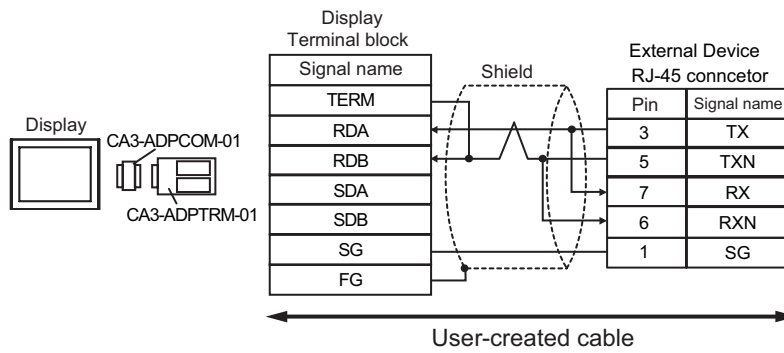 Display
CA3-ADPCOM-01
CA3-ADPTRM-01
Display
Terminal block
Signal name
TERM
RDA
RDB
SDA
SDB
SG
FG
Shield
External Device
RJ-45 conncetor
Pin Signal name
3 TX
5 TXN
7 RX
6 RXN
1 SG
User-created cable